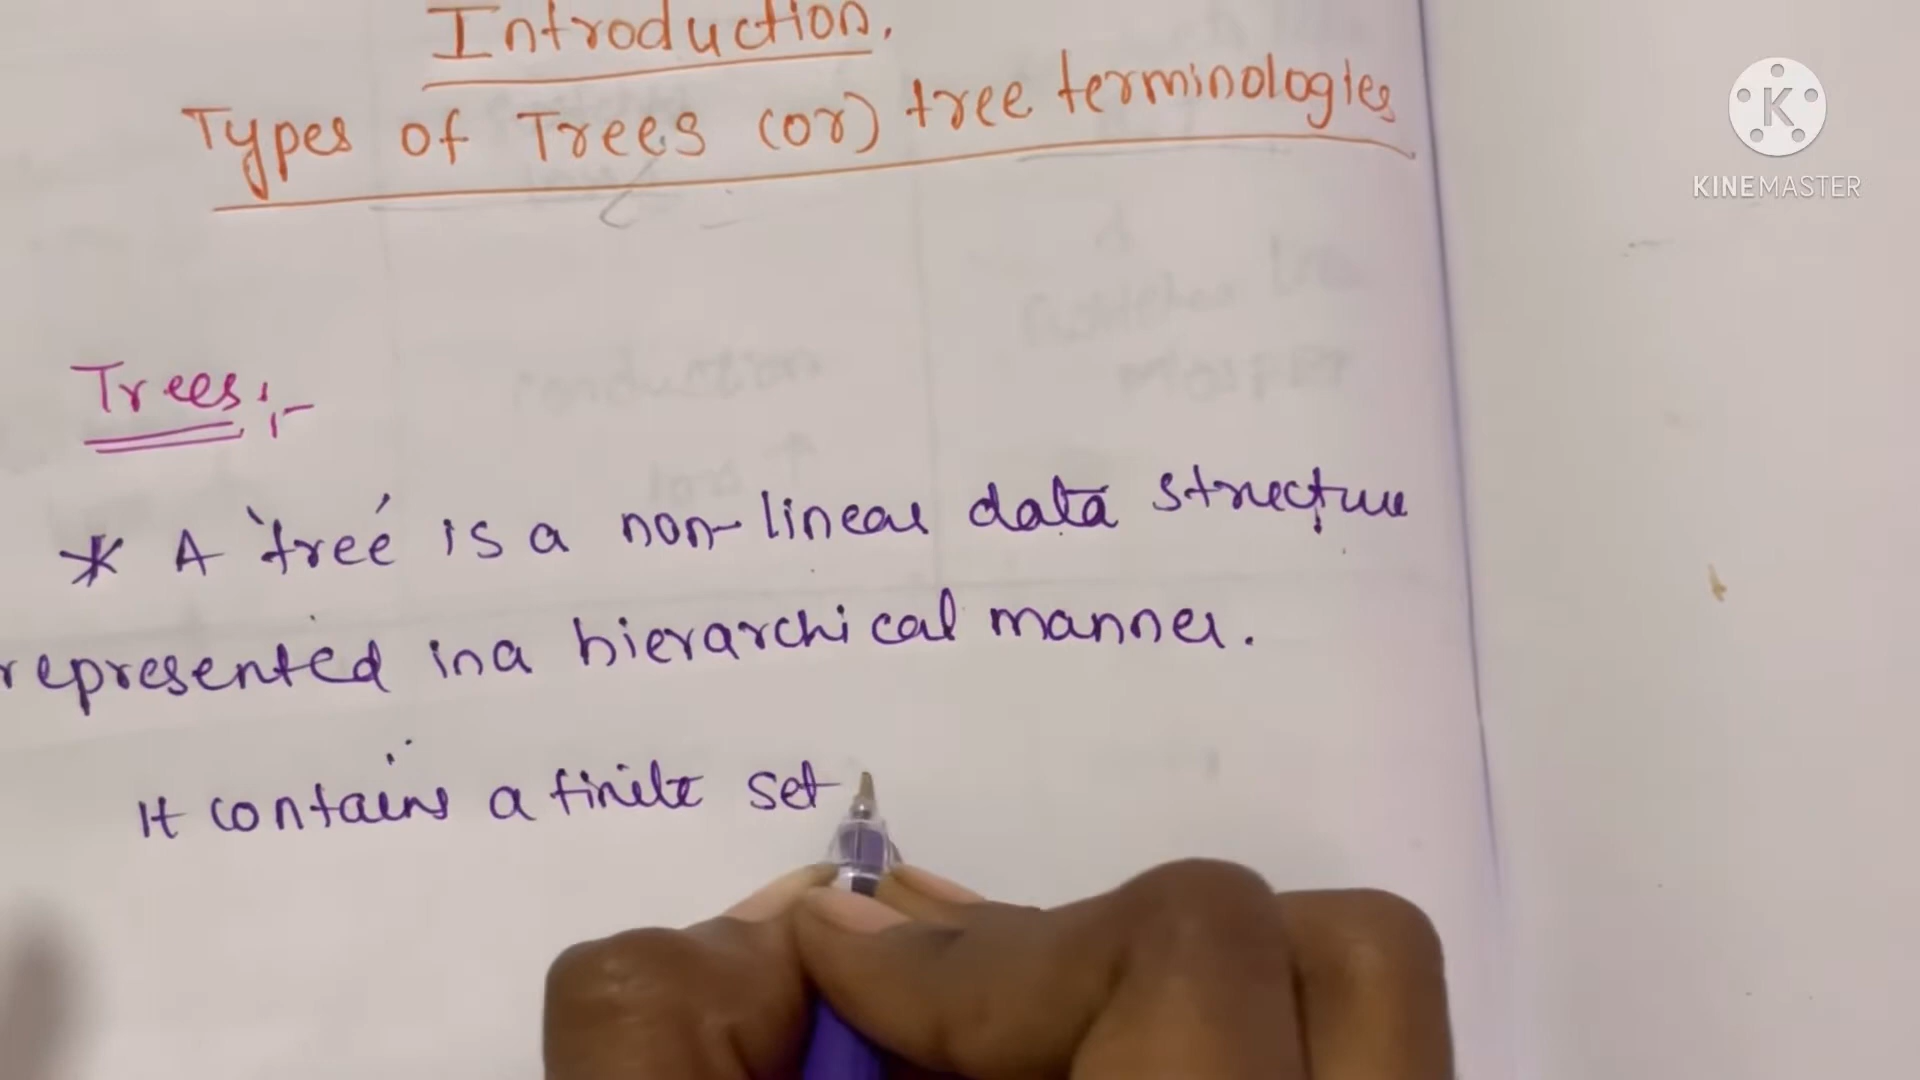 Introduction.
Types of Trees (or) tree terminologies
K
KINEMASTER
Trees:-
* A 'tree' is a non-linear data structure
represented in a hierarchical manner.
It contains a finite set